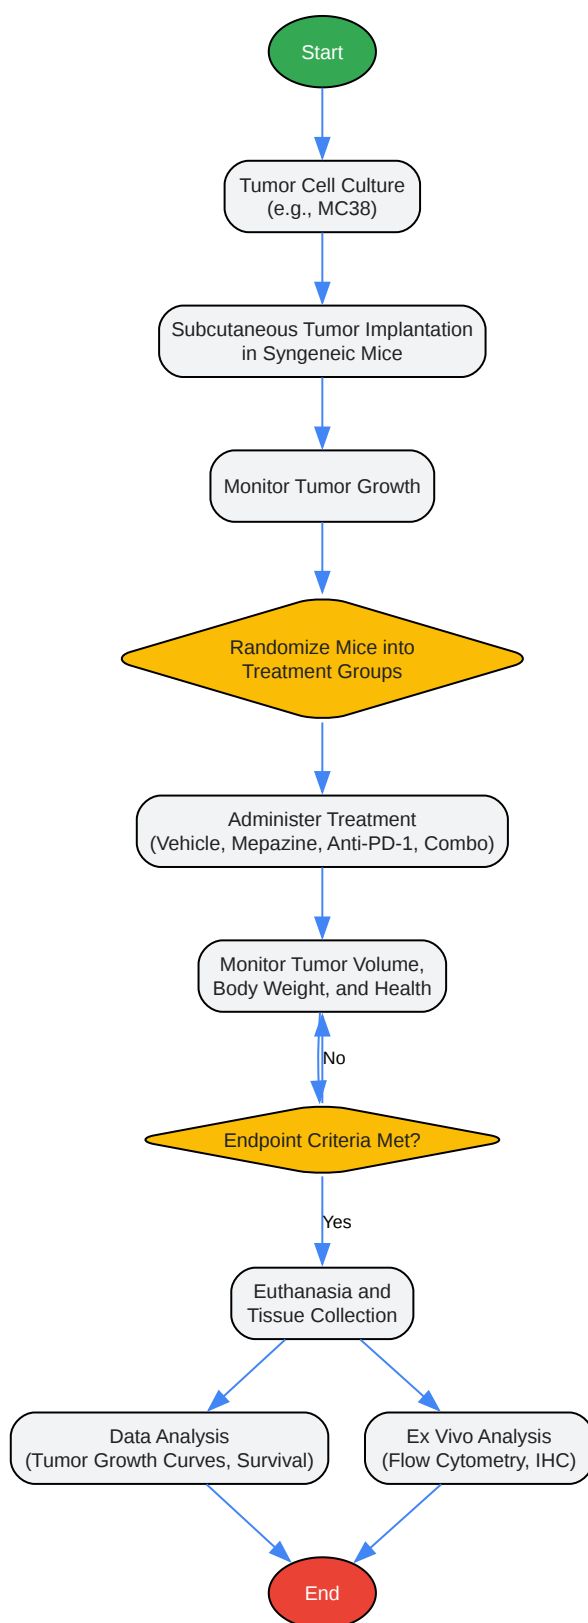 Start
Tumor Cell Culture
(e.g., MC38)
Subcutaneous Tumor Implantation
in Syngeneic Mice
Monitor Tumor Growth
Randomize Mice into
Treatment Groups
Administer Treatment
(Vehicle, Mepazine, Anti-PD-1, Combo)
Monitor Tumor Volume,
Body Weight, and Health
No
Endpoint Criteria Met?
Yes
Euthanasia and
Tissue Collection
Data Analysis
(Tumor Growth Curves, Survival)
Ex Vivo Analysis
(Flow Cytometry, IHC)
End